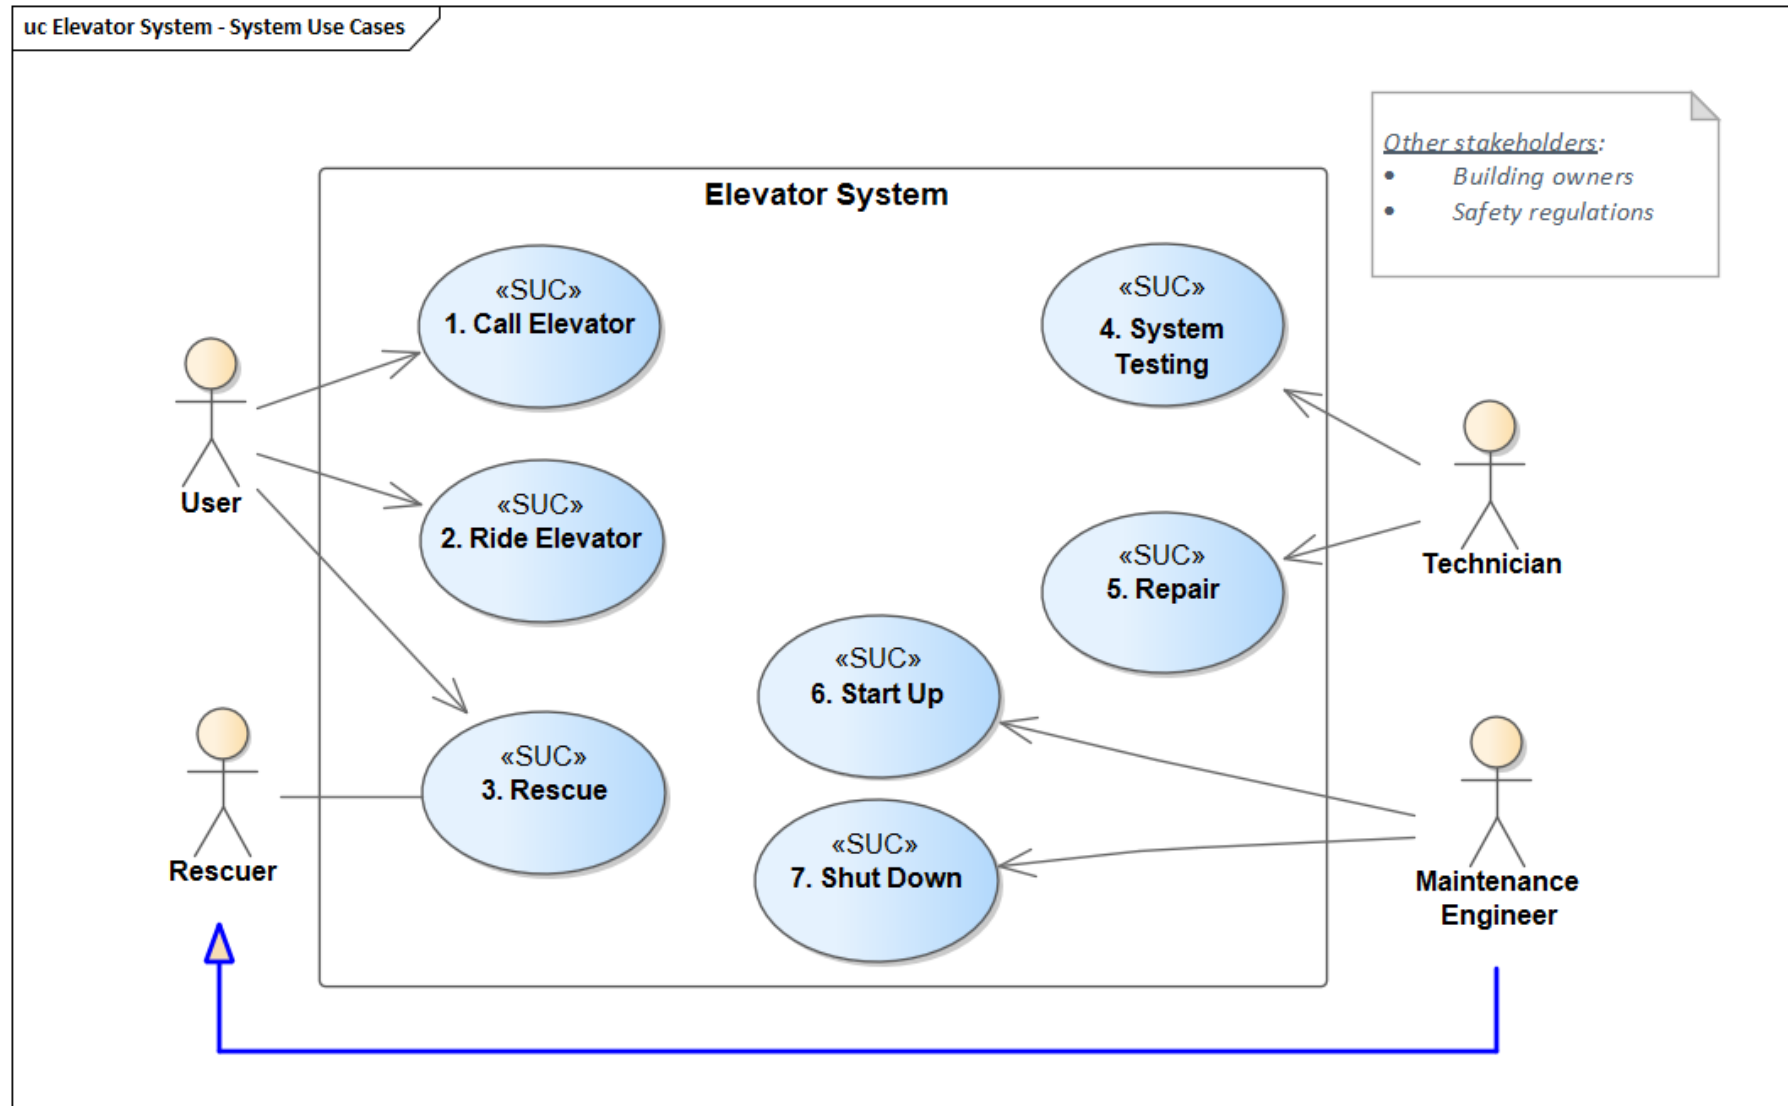 uc Elevator System - System Use Cases
Other stakeholders:
• Building owners
• Safety regulations
Elevator System
«SUC»
1. Call Elevator
«SUC»
4. System
Testing
User
«SUC»
2. Ride Elevator
Technician
«SUC»
5. Repair
«SUC»
6. Start Up
Rescuer
«SUC»
3. Rescue
«SUC»
7. Shut Down
Maintenance
Engineer